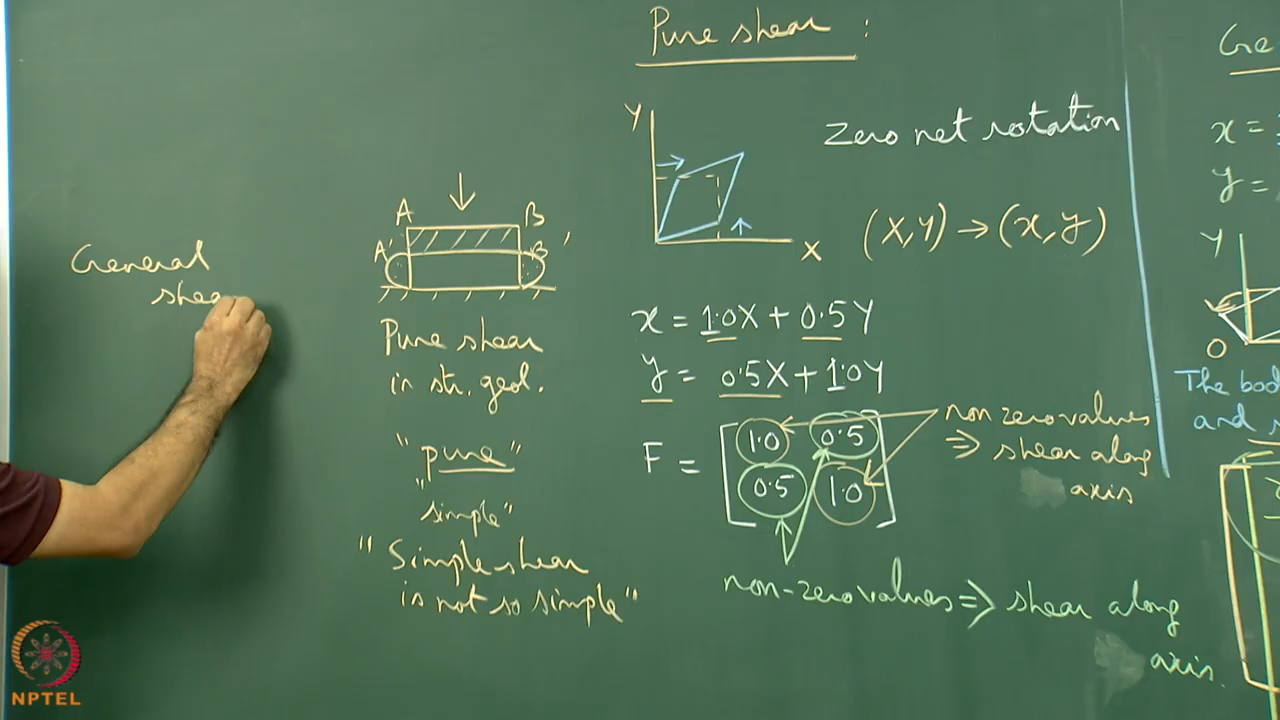 General
shea
A
B
A'
B'
Pure shear
in str. geol.
"pure"
"simple"
"Simple shear
is not so simple"
Pure shear :
Y
X
Zero net rotation
(X,Y) → (x,y)
x = 1.0X + 0.5Y
y = 0.5X + 1.0Y
F = [1.0 0.5
0.5 1.0]
non zero values
⇒ shear along
axis
non-zero values ⇒ shear along
axis.
Ge
x =
y =
Y
O
The bod
and
NPTEL